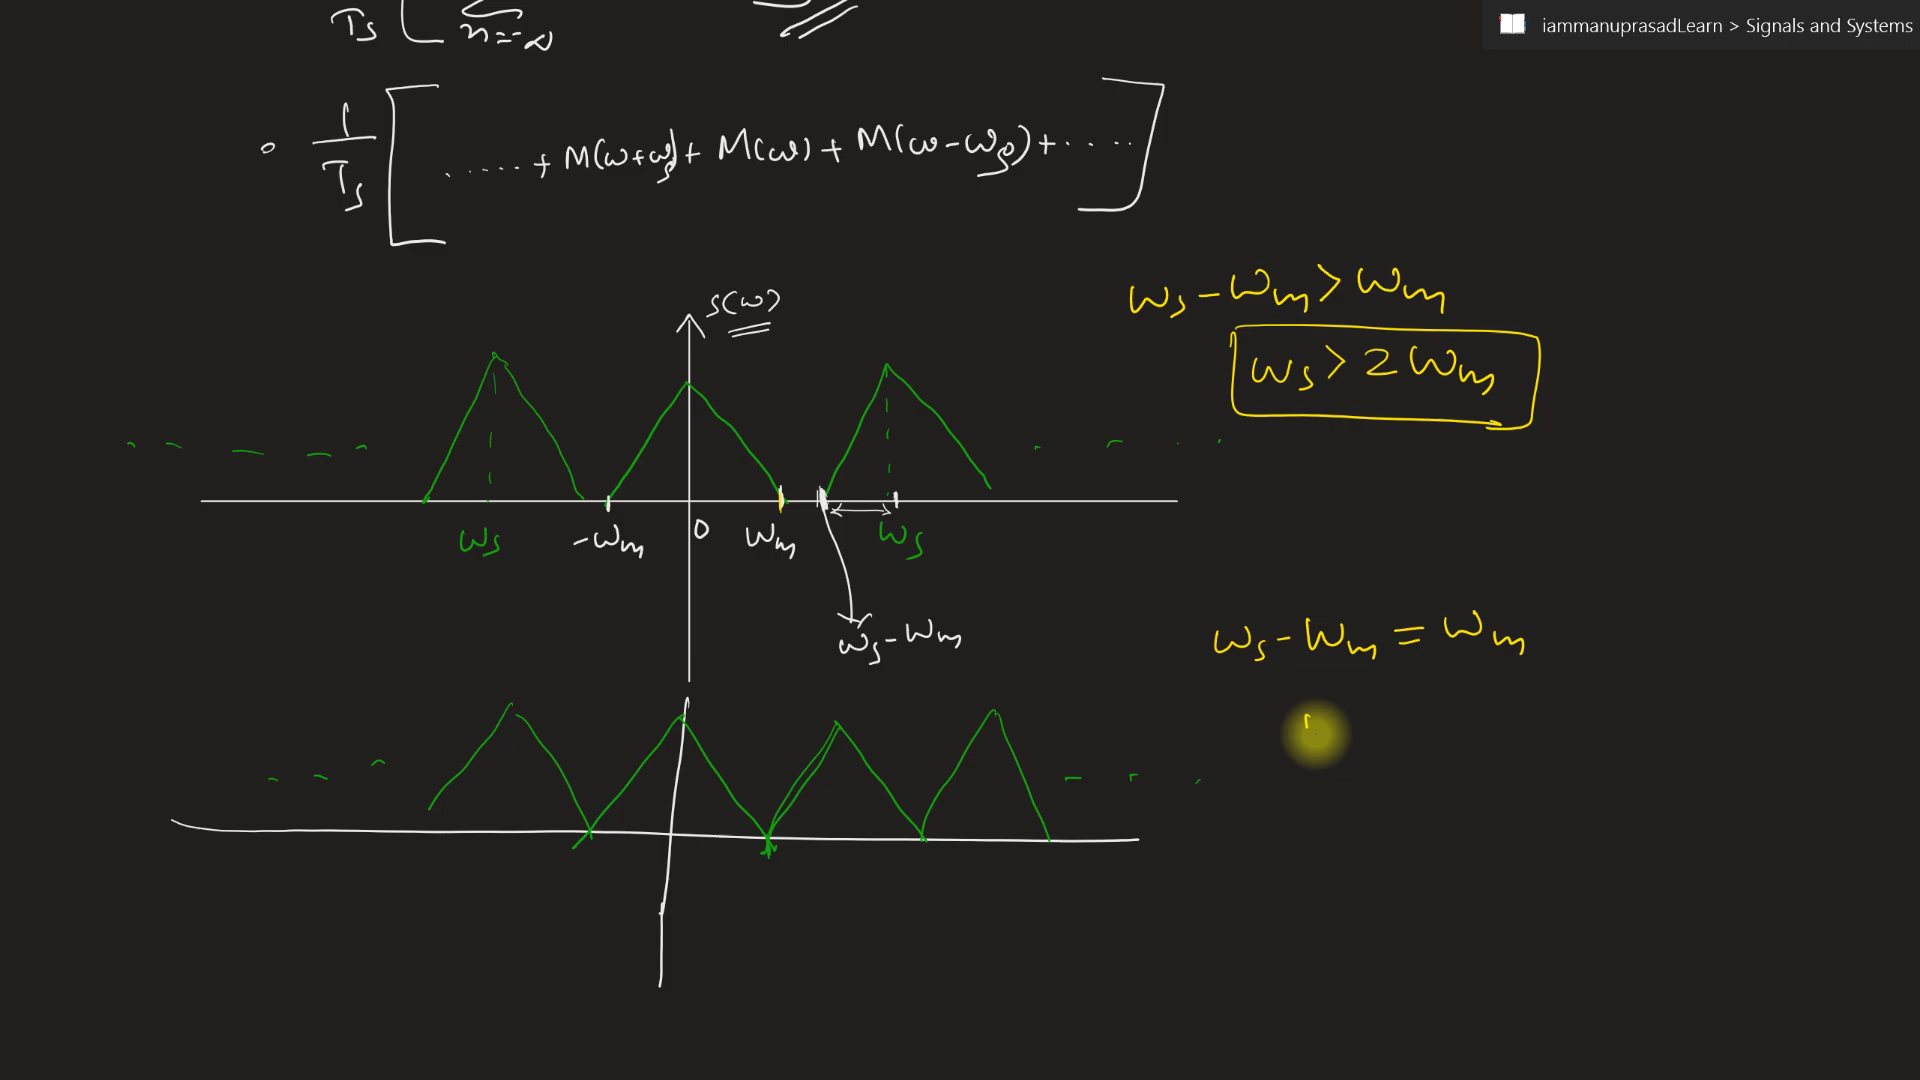 iammanuprasadLearn > Signals and Systems
Ts [ n=-∞
= 1/Ts [ ......+ M(ω+ωs) + M(ω) + M(ω-ωs) + ..... ]
S(ω)
ωs - ωm > ωm
ωs > 2ωm
ωs -ωm 0 ωm ωs
ωs - ωm
ωs - ωm = ωm